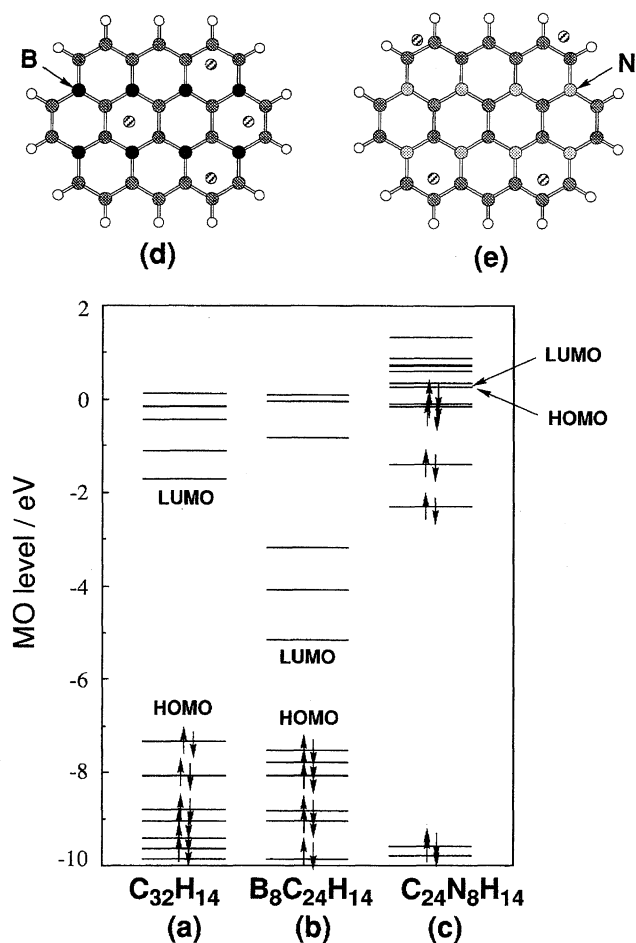 B
N
(d)
(e)
2
0
-2
-4
-6
-8
-10
MO level / eV
LUMO
HOMO
LUMO
LUMO
HOMO
HOMO
C₃₂H₁₄
B₈C₂₄H₁₄
C₂₄N₈H₁₄
(a)
(b)
(c)